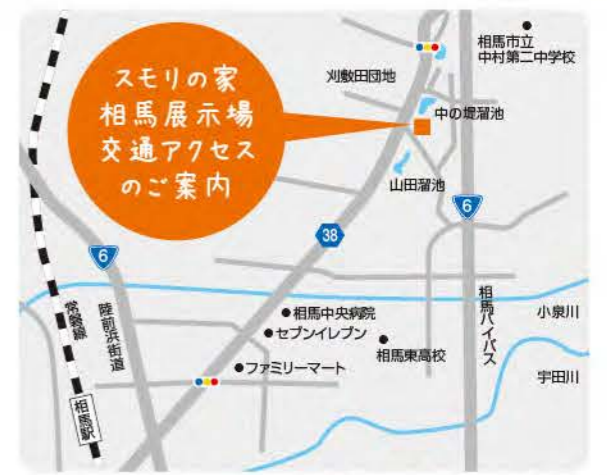 スモリの家
相馬展示場
交通アクセス
のご案内
相馬市立
中村第二中学校
刈敷田団地
中の堤溜池
山田溜池
6
38
6
常磐線
陸前浜街道
相馬中央病院
セブンイレブン
ファミリーマート
相馬東高校
相馬バイパス
小泉川
宇田川
相馬駅